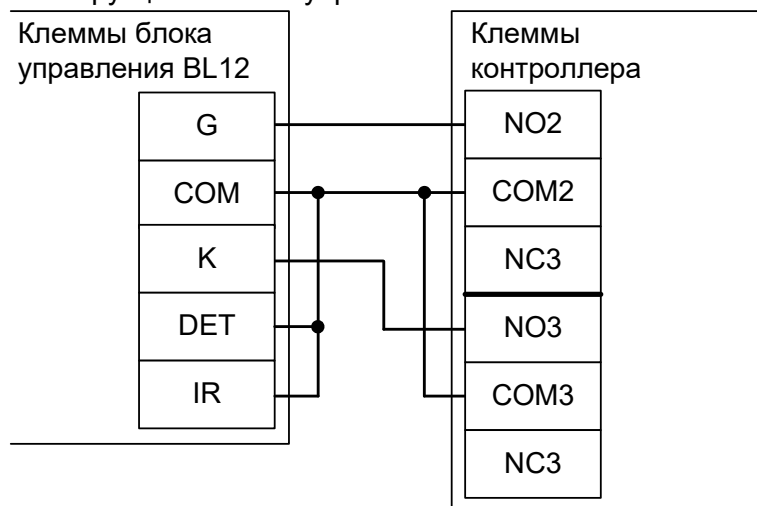 Клеммы блока
управления BL12
G
COM
K
DET
IR
Клеммы
контроллера
NO2
COM2
NC3
NO3
COM3
NC3